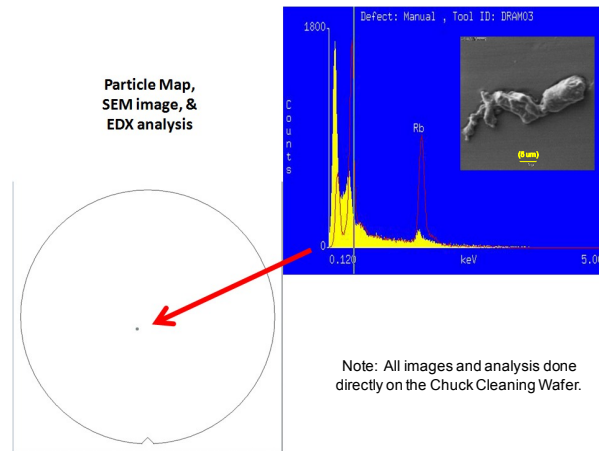 Particle Map,
SEM image, &
EDX analysis
Defect: Manual , Tool ID: DRAM03
1800
Counts
Rb
(5 um)
0
0.120
keV
5.00
Note: All images and analysis done
directly on the Chuck Cleaning Wafer.